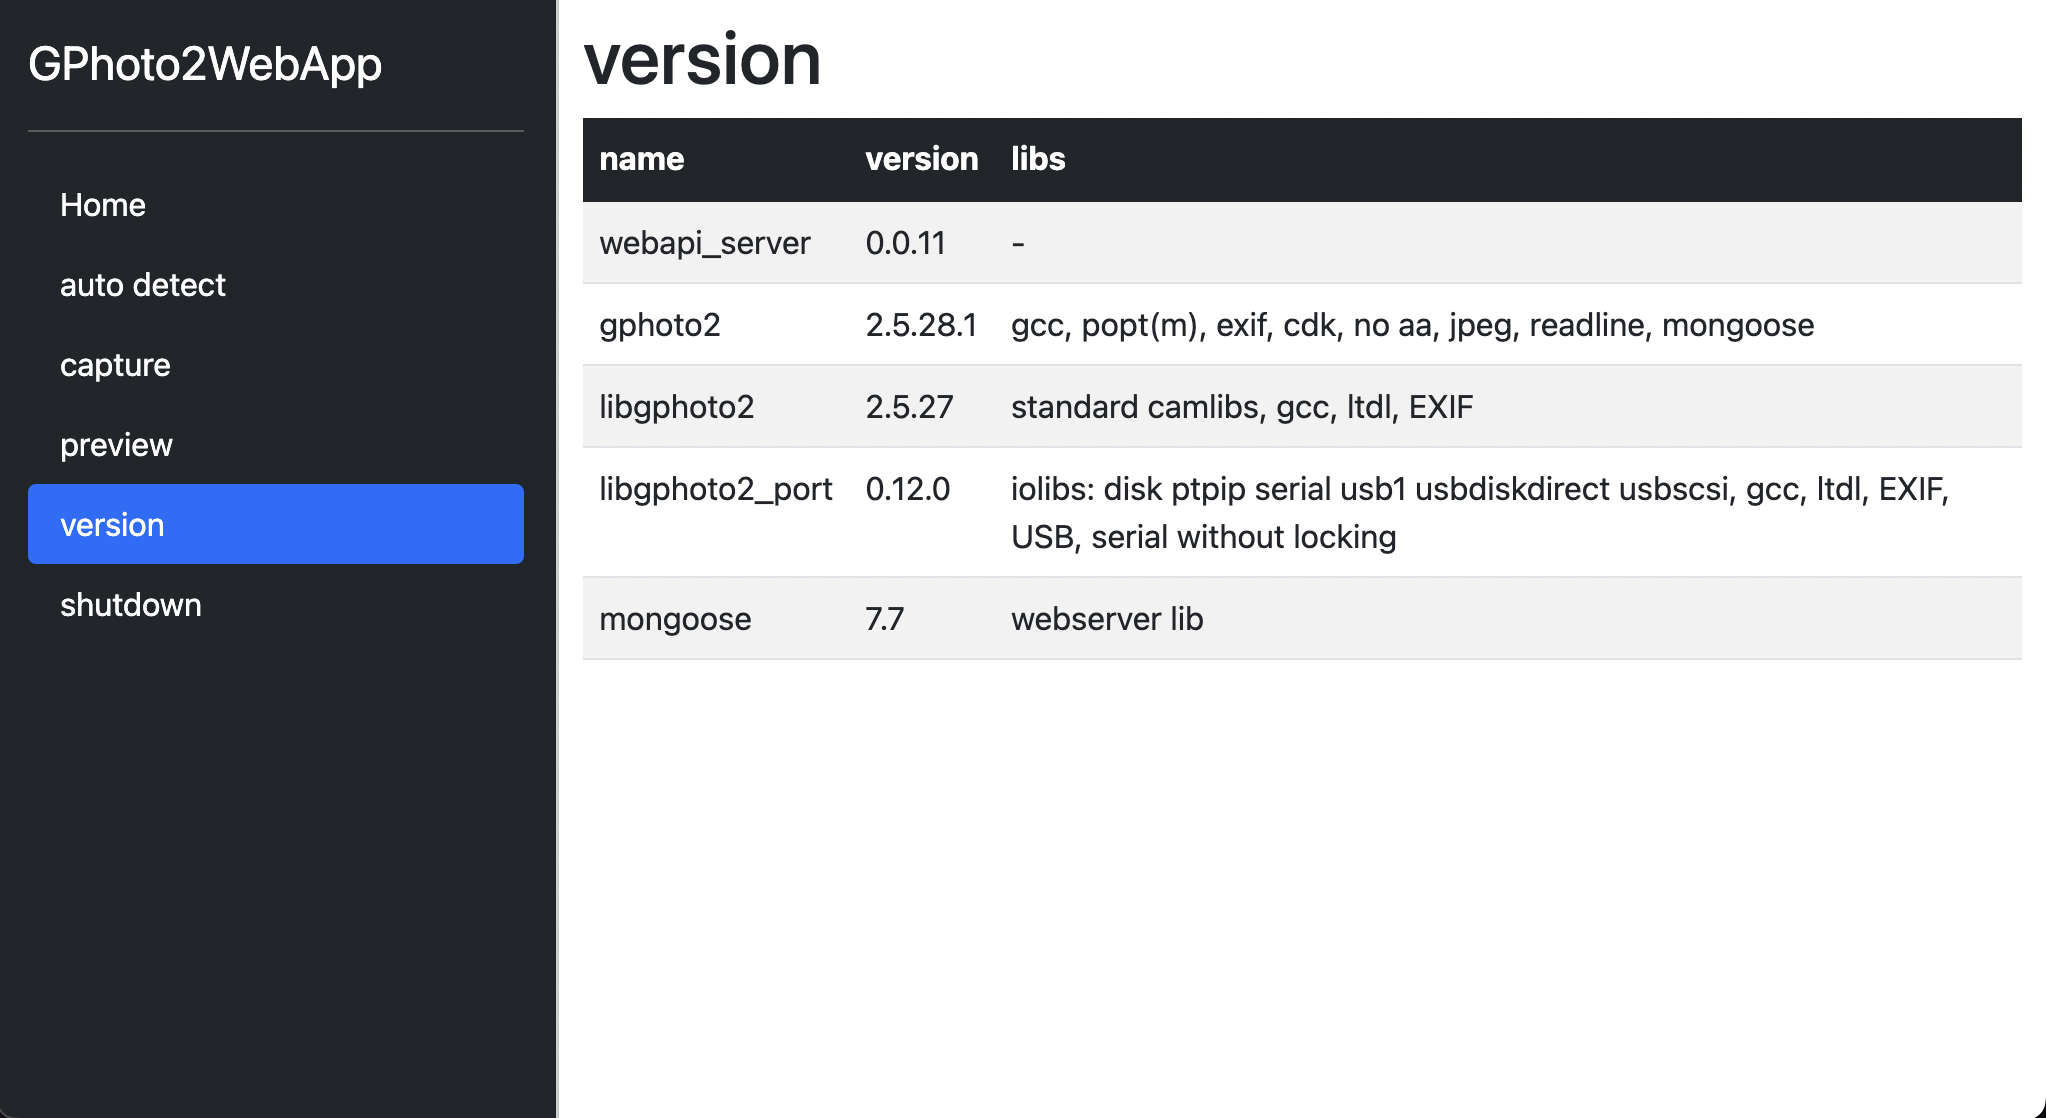 GPhoto2WebApp
Home
auto detect
capture
preview
version
shutdown
version
name version libs
webapi_server 0.0.11 -
gphoto2 2.5.28.1 gcc, popt(m), exif, cdk, no aa, jpeg, readline, mongoose
libgphoto2 2.5.27 standard camlibs, gcc, ltdl, EXIF
libgphoto2_port 0.12.0 iolibs: disk ptpip serial usb1 usbdiskdirect usbscsi, gcc, ltdl, EXIF,
USB, serial without locking
mongoose 7.7 webserver lib